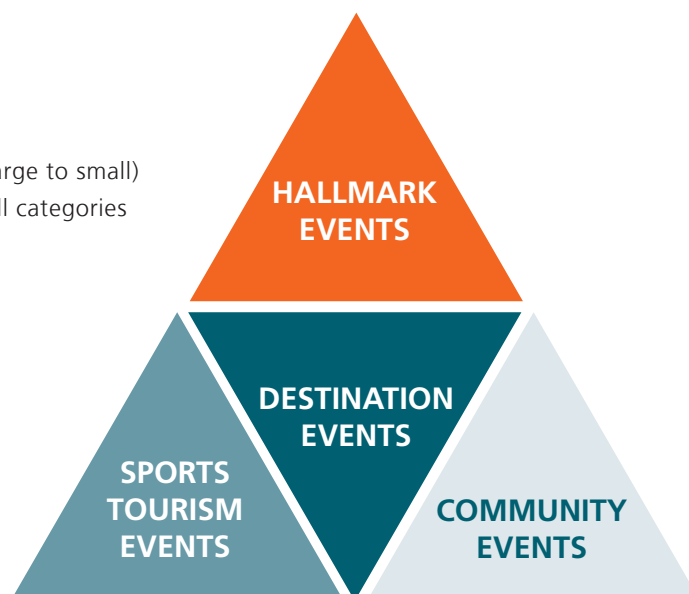 arge to small)
ll categories
HALLMARK
EVENTS
DESTINATION
EVENTS
SPORTS
TOURISM
EVENTS
COMMUNITY
EVENTS